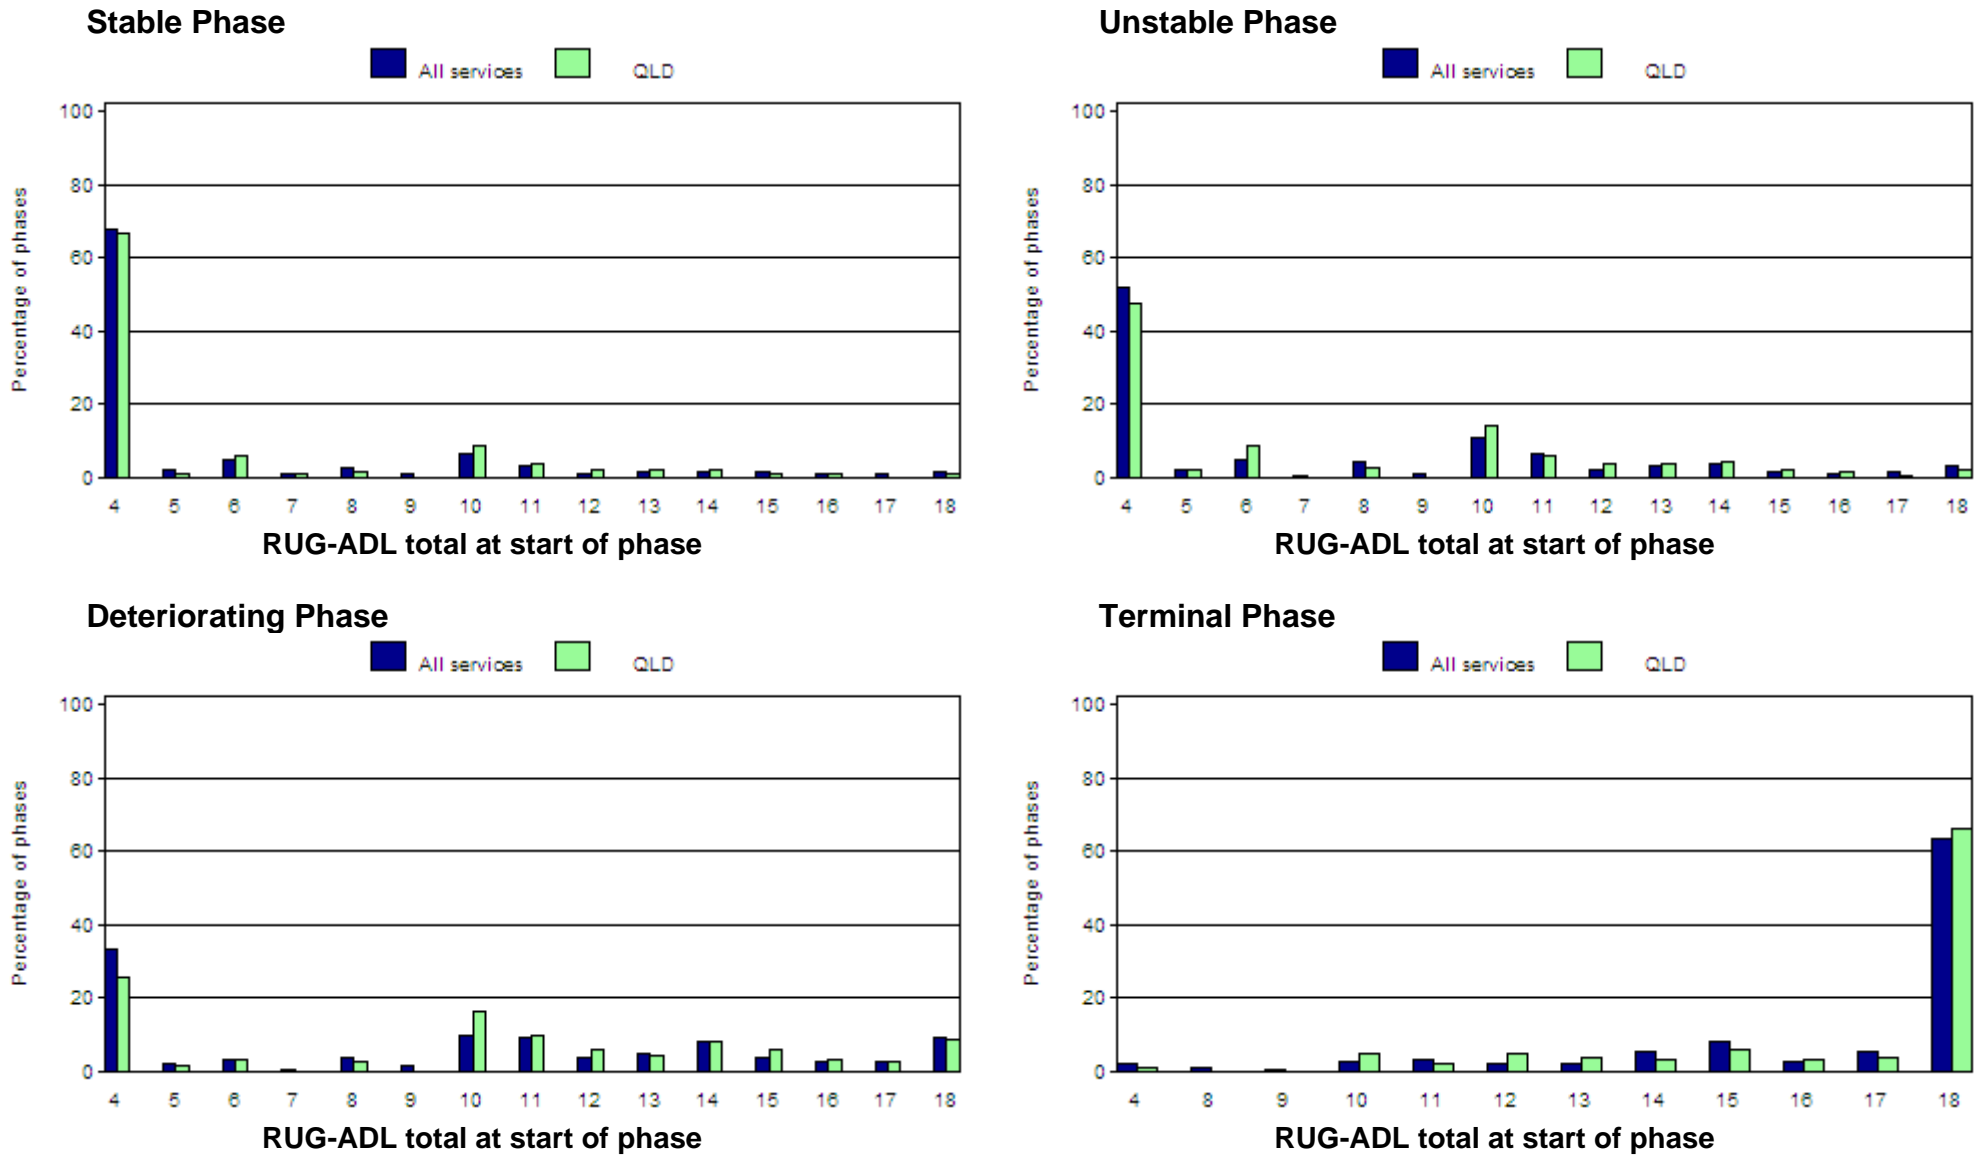 Stable Phase
All services QLD
Percentage of phases
100
80
60
40
20
0
4 5 6 7 8 9 10 11 12 13 14 15 16 17 18
RUG-ADL total at start of phase
Unstable Phase
All services QLD
Percentage of phases
100
80
60
40
20
0
4 5 6 7 8 9 10 11 12 13 14 15 16 17 18
RUG-ADL total at start of phase
Deteriorating Phase
All services QLD
Percentage of phases
100
80
60
40
20
0
4 5 6 7 8 9 10 11 12 13 14 15 16 17 18
RUG-ADL total at start of phase
Terminal Phase
All services QLD
Percentage of phases
100
80
60
40
20
0
4 8 9 10 11 12 13 14 15 16 17 18
RUG-ADL total at start of phase